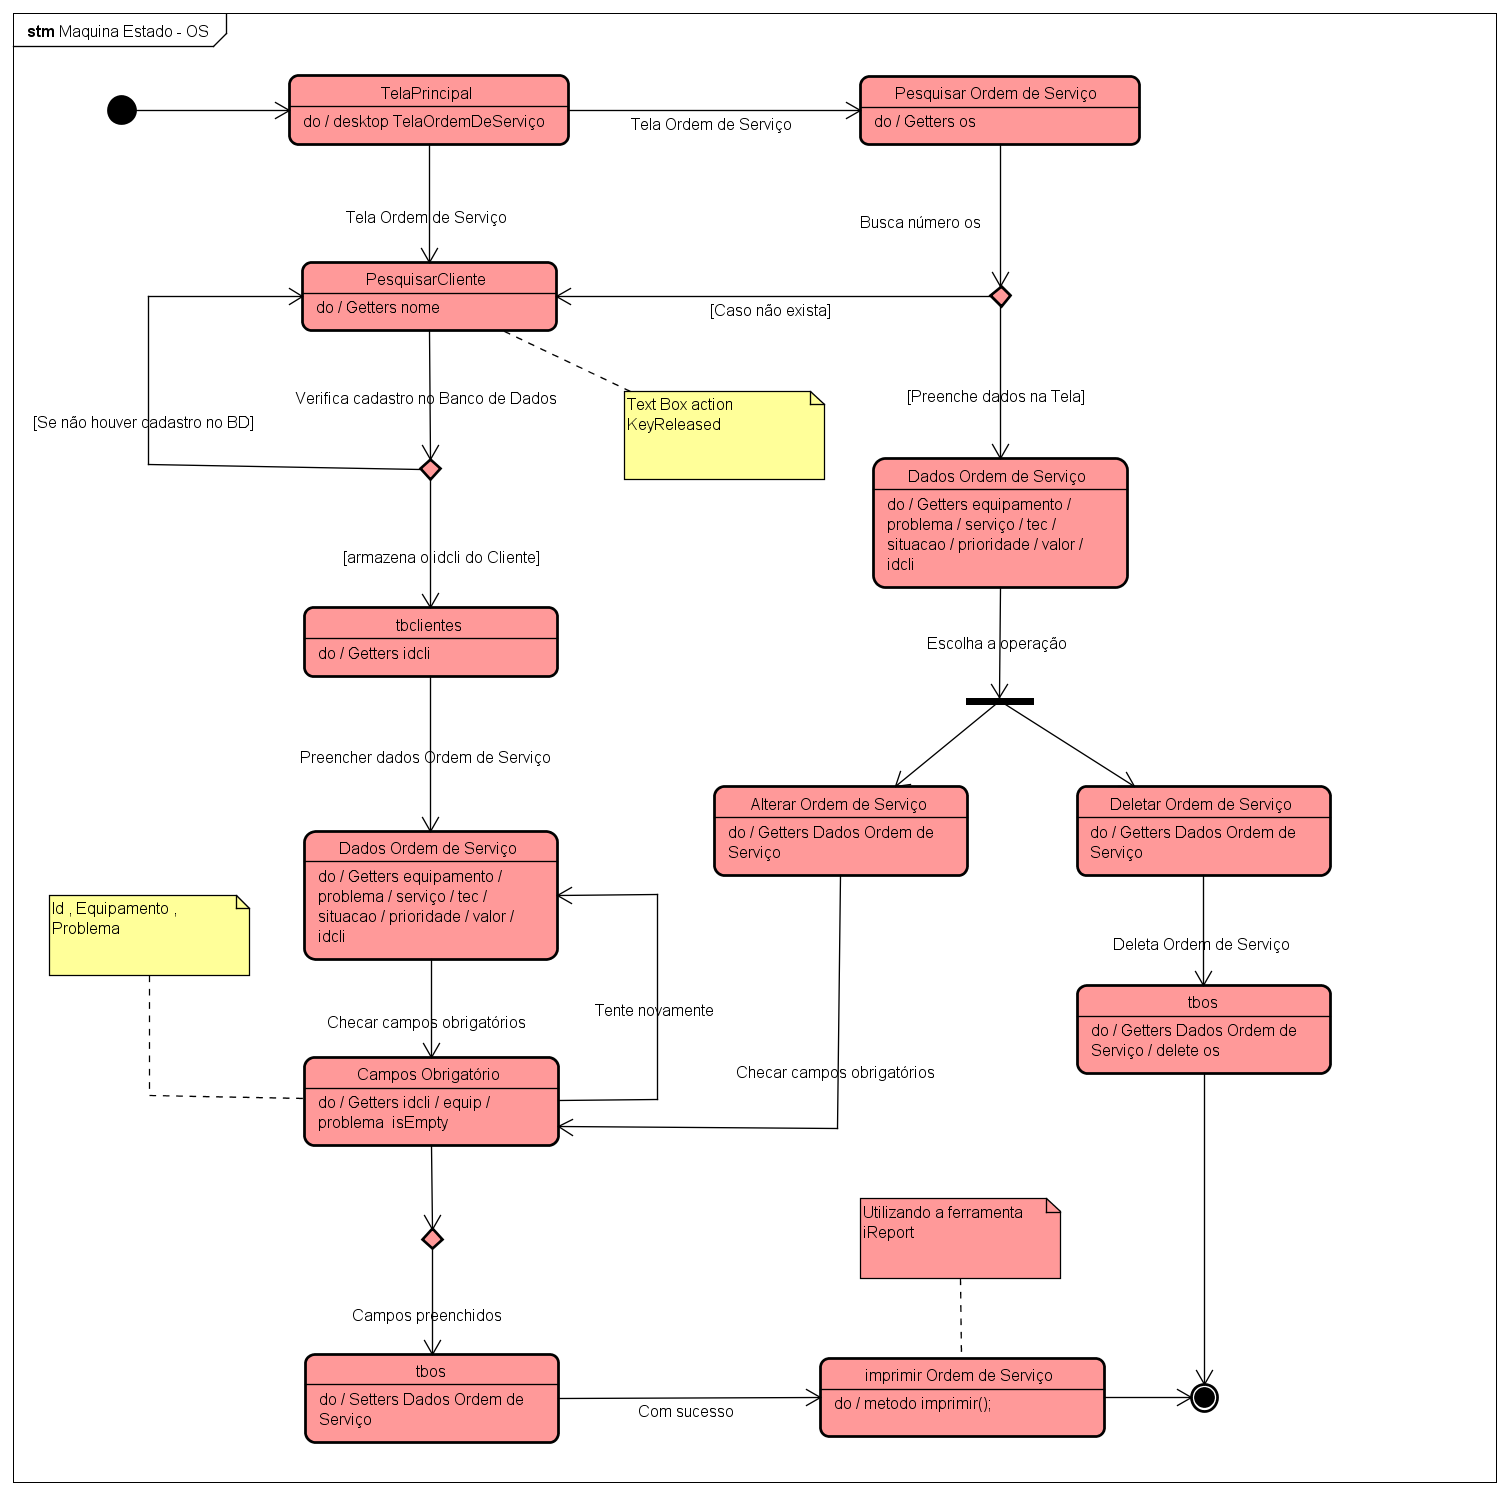 stm Maquina Estado - OS
TelaPrincipal
do / desktop TelaOrdemDeServiço
Tela Ordem de Serviço
Pesquisar Ordem de Serviço
do / Getters os
Tela Ordem de Serviço
Busca número os
PesquisarCliente
do / Getters nome
[Caso não exista]
Verifica cadastro no Banco de Dados
[Se não houver cadastro no BD]
Text Box action
KeyReleased
[Preenche dados na Tela]
Dados Ordem de Serviço
do / Getters equipamento /
problema / serviço / tec /
situacao / prioridade / valor /
idcli
[armazena o idcli do Cliente]
tbclientes
do / Getters idcli
Escolha a operação
Preencher dados Ordem de Serviço
Alterar Ordem de Serviço
do / Getters Dados Ordem de
Serviço
Deletar Ordem de Serviço
do / Getters Dados Ordem de
Serviço
Dados Ordem de Serviço
do / Getters equipamento /
problema / serviço / tec /
situacao / prioridade / valor /
idcli
Id , Equipamento ,
Problema
Deleta Ordem de Serviço
Tente novamente
Checar campos obrigatórios
tbos
do / Getters Dados Ordem de
Serviço / delete os
Campos Obrigatório
do / Getters idcli / equip /
problema  isEmpty
Checar campos obrigatórios
Utilizando a ferramenta
iReport
Campos preenchidos
tbos
do / Setters Dados Ordem de
Serviço
Com sucesso
imprimir Ordem de Serviço
do / metodo imprimir();